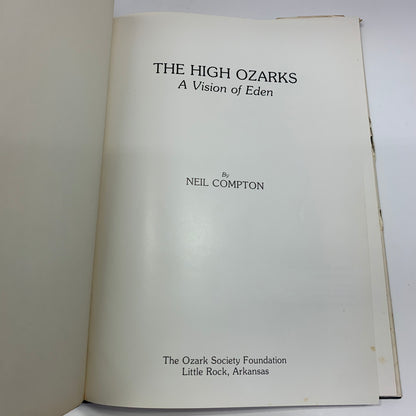 THE HIGH OZARKS
A Vision of Eden
By
NEIL COMPTON
The Ozark Society Foundation
Little Rock, Arkansas